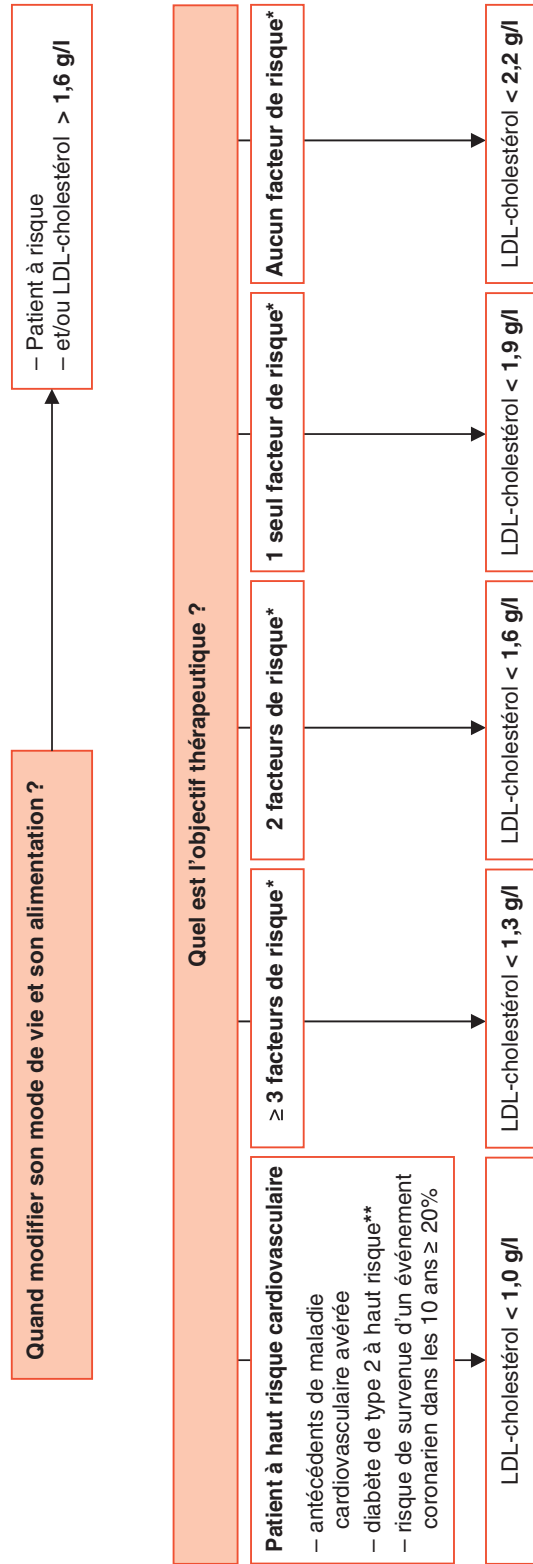 Quand modifier son mode de vie et son alimentation ?
– Patient à risque
– et/ou LDL-cholestérol > 1,6 g/l
Quel est l'objectif thérapeutique ?
Patient à haut risque cardiovasculaire
– antécédents de maladie
cardiovasculaire avérée
– diabète de type 2 à haut risque**
– risque de survenue d'un événement
coronarien dans les 10 ans ≥ 20%
≥ 3 facteurs de risque*
2 facteurs de risque*
1 seul facteur de risque*
Aucun facteur de risque*
LDL-cholestérol < 1,0 g/l
LDL-cholestérol < 1,3 g/l
LDL-cholestérol < 1,6 g/l
LDL-cholestérol < 1,9 g/l
LDL-cholestérol < 2,2 g/l